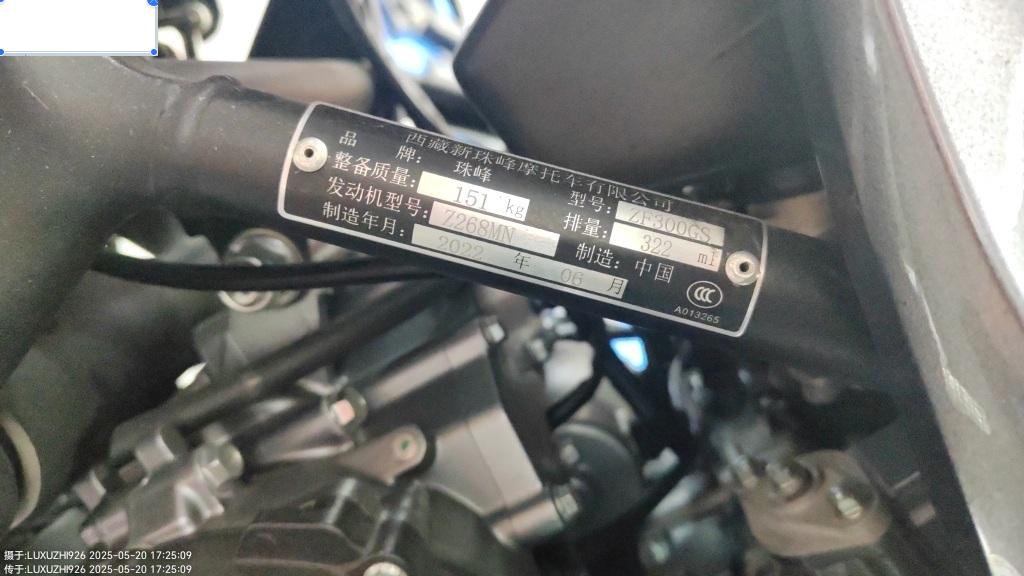 西藏新珠峰摩托车有限公司
品 牌: 珠峰 型号: ZF300GS
整备质量: 151 kg 排量: 322 ml
发动机型号: Z268MN 制造: 中国
制造年月: 2022 年 06 月
CCC
A013265
摄于:LUXUZHI926 2025-05-20 17:25:09
传于:LUXUZHI926 2025-05-20 17:25:09